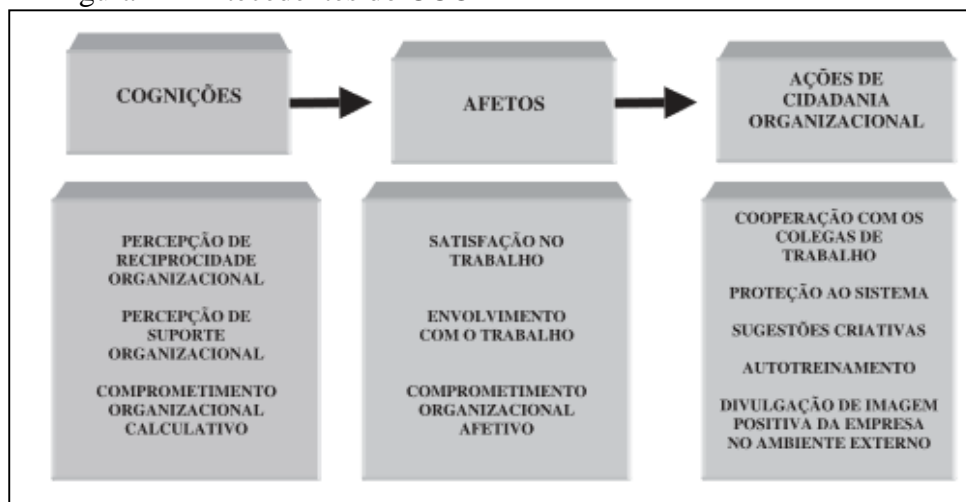 COGNIÇÕES
AFETOS
AÇÕES DE
CIDADANIA
ORGANIZACIONAL
PERCEPÇÃO DE
RECIPROCIDADE
ORGANIZACIONAL
PERCEPÇÃO DE
SUPORTE
ORGANIZACIONAL
COMPROMETIMENTO
ORGANIZACIONAL
CALCULATIVO
SATISFAÇÃO NO
TRABALHO
ENVOLVIMENTO
COM O TRABALHO
COMPROMETIMENTO
ORGANIZACIONAL
AFETIVO
COOPERAÇÃO COM OS
COLEGAS DE
TRABALHO
PROTEÇÃO AO SISTEMA
SUGESTÕES CRIATIVAS
AUTOTREINAMENTO
DIVULGAÇÃO DE IMAGEM
POSITIVA DA EMPRESA
NO AMBIENTE EXTERNO